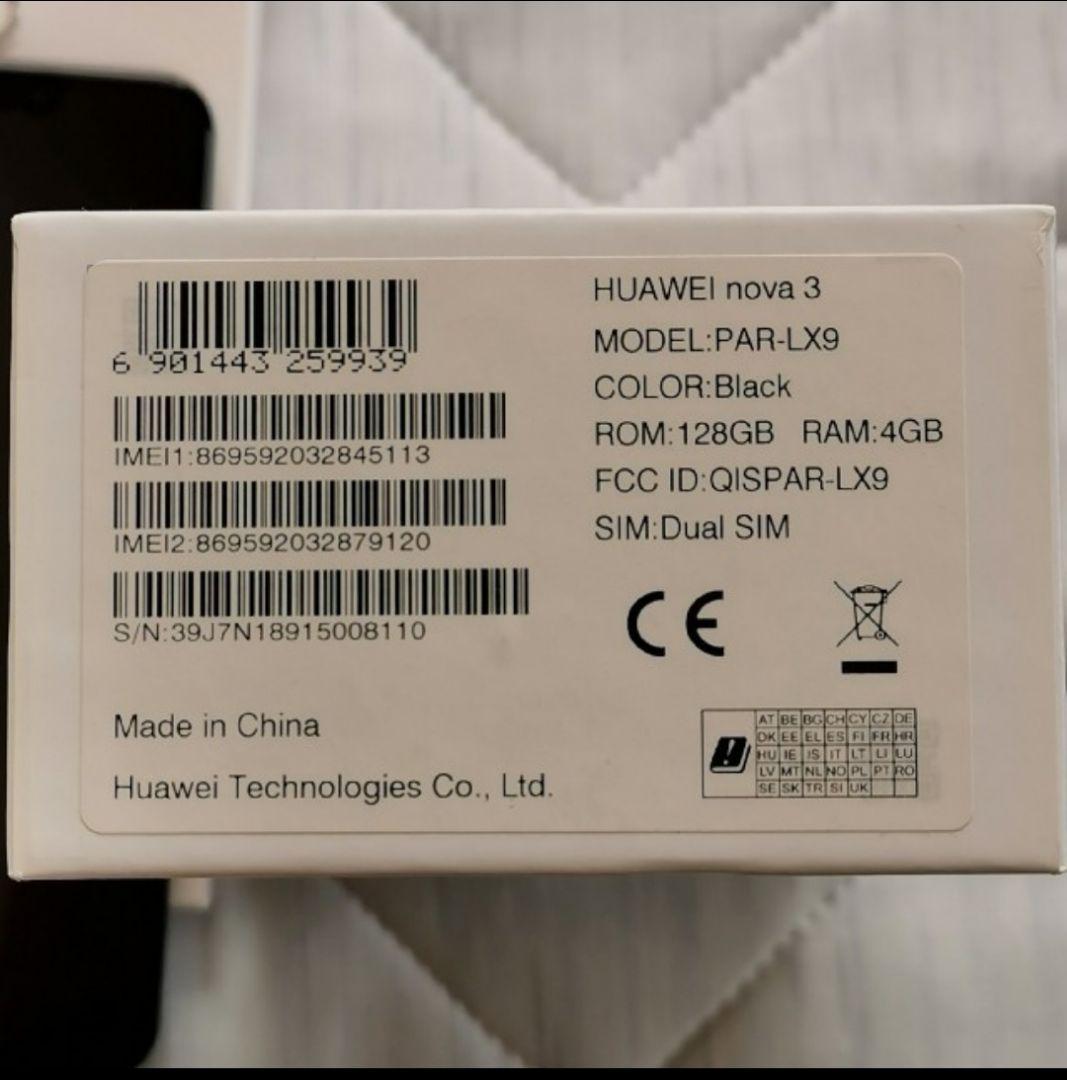 6 901443 259939
IMEI1:869592032845113
IMEI2:869592032879120
S/N:39J7N18915008110
Made in China
Huawei Technologies Co., Ltd.
HUAWEI nova 3
MODEL:PAR-LX9
COLOR:Black
ROM:128GB RAM:4GB
FCC ID:QISPAR-LX9
SIM:Dual SIM
CE
AT BE BG CH CY CZ DE
DK EE EL ES FI FR HR
HU IE IS IT LT LI LU
LV MT NL NO PL PT RO
SE SK TR SI UK